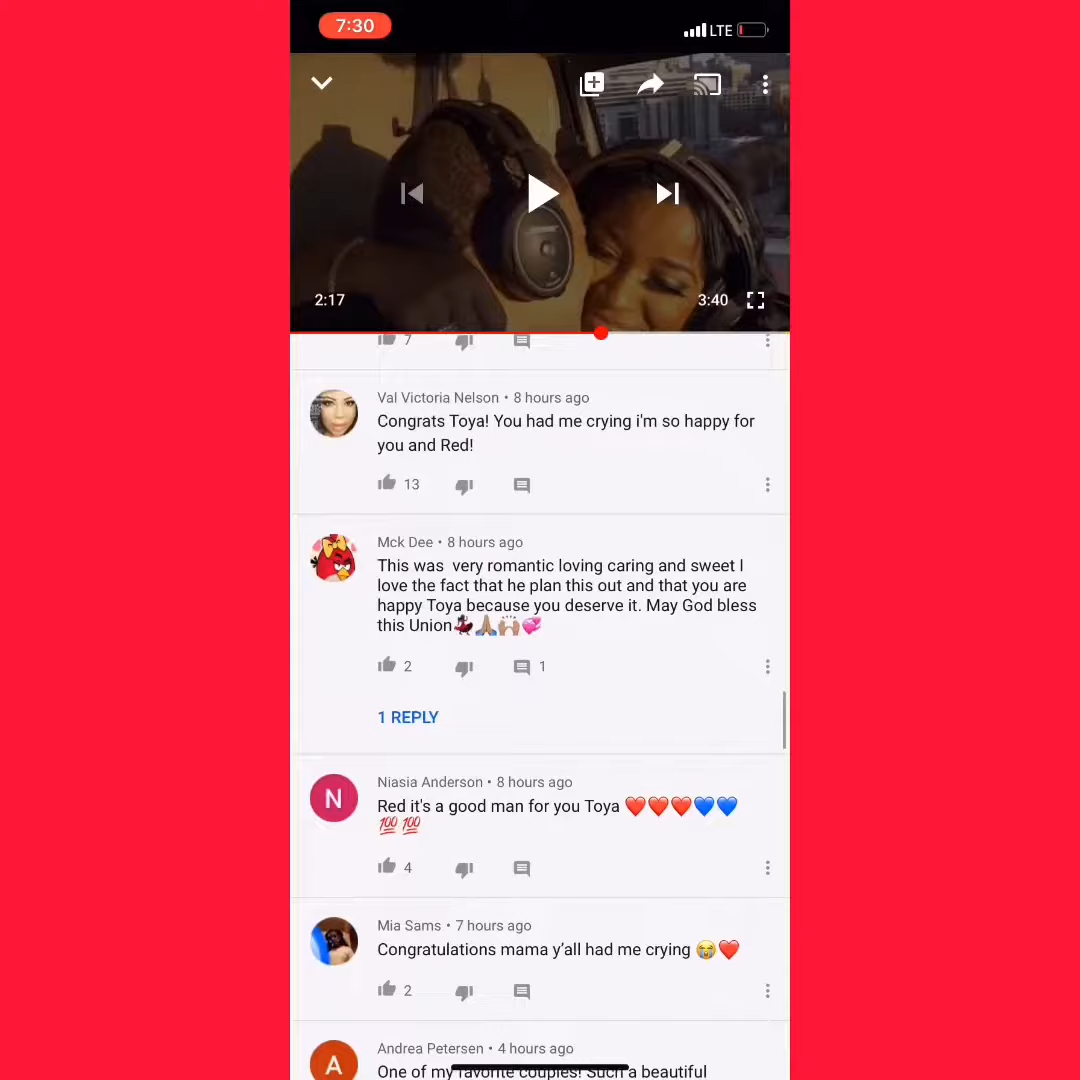 7:30
LTE
2:17
3:40
7
Val Victoria Nelson • 8 hours ago
Congrats Toya! You had me crying i'm so happy for
you and Red!
13
Mck Dee • 8 hours ago
This was very romantic loving caring and sweet I
love the fact that he plan this out and that you are
happy Toya because you deserve it. May God bless
this Union💃🏽🙏🏽🙌🏽💞
2
1
1 REPLY
N
Niasia Anderson • 8 hours ago
Red it's a good man for you Toya ❤️❤️❤️💙💙
💯💯
4
Mia Sams • 7 hours ago
Congratulations mama y’all had me crying 😭❤️
2
A
Andrea Petersen • 4 hours ago
One of my favorite couples! Such a beautiful